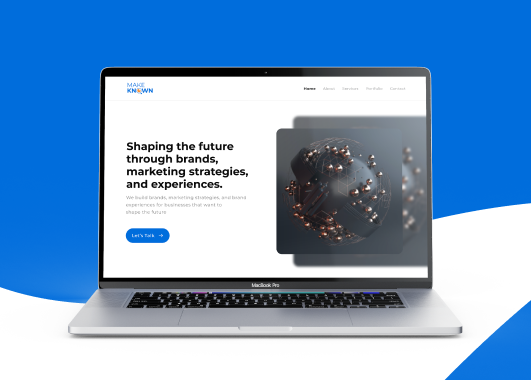 MAKE
KNOWN
Home About Services Portfolio Contact
Shaping the future
through brands,
marketing strategies,
and experiences.
We build brands, marketing strategies, and brand
experiences for businesses that want to
shape the future
Let's Talk →
MacBook Pro